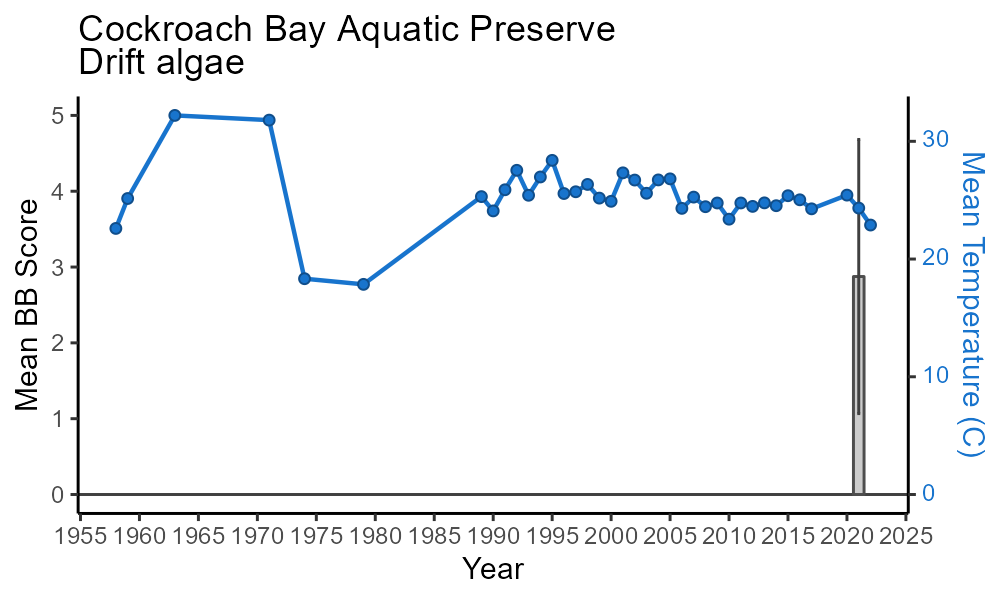 Cockroach Bay Aquatic Preserve
Drift algae
Mean BB Score
5
4
3
2
1
0
30
20
10
0
Mean Temperature (C)
1955 1960 1965 1970 1975 1980 1985 1990 1995 2000 2005 2010 2015 2020 2025
Year